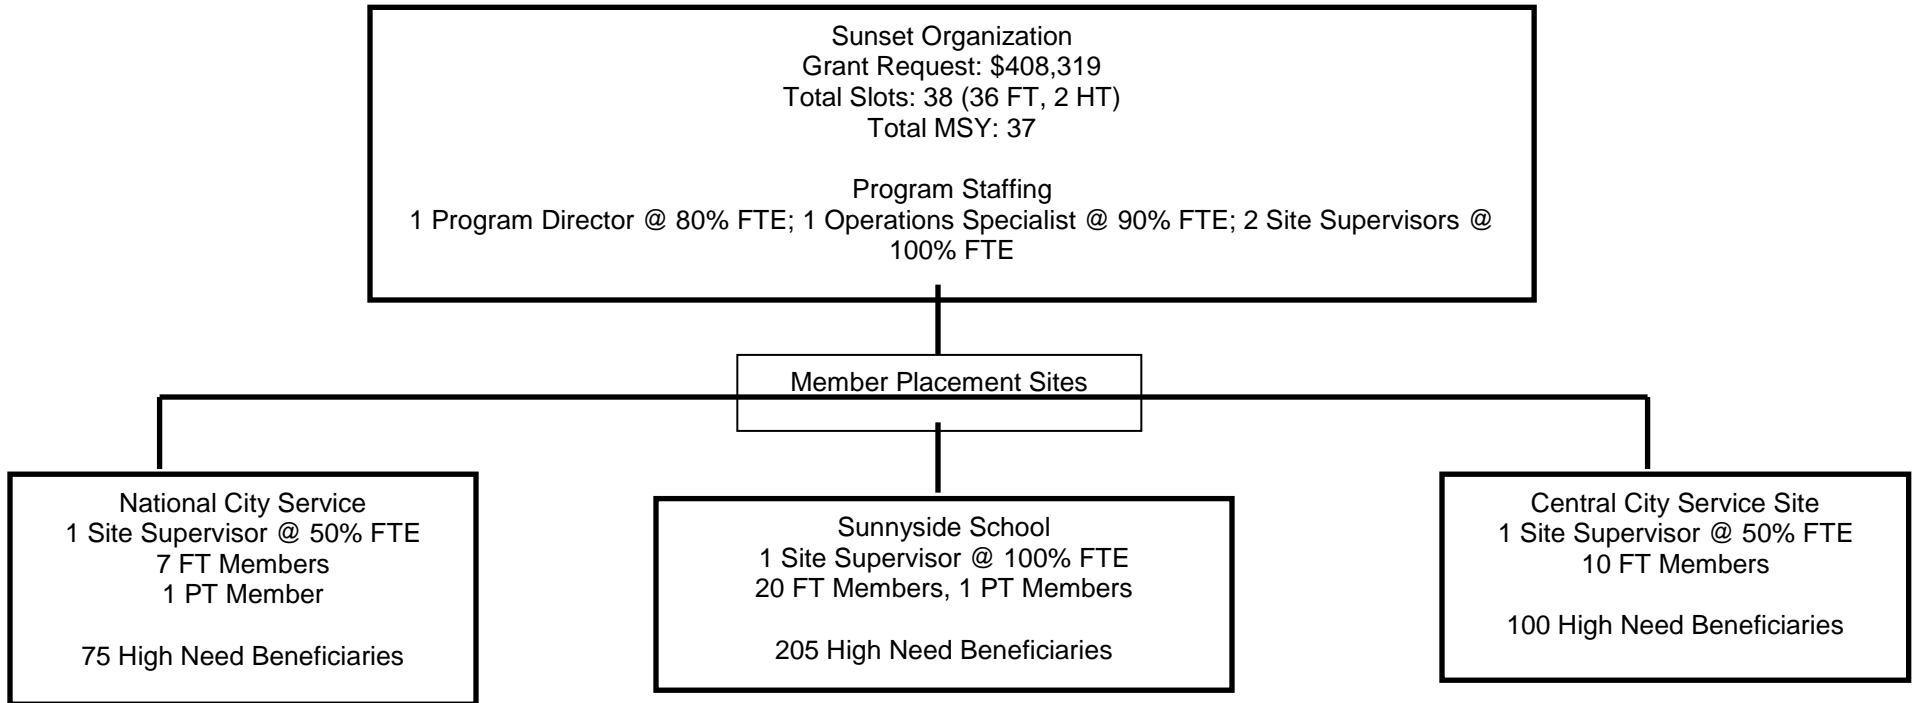 Sunset Organization
Grant Request: $408,319
Total Slots: 38 (36 FT, 2 HT)
Total MSY: 37
Program Staffing
1 Program Director @ 80% FTE; 1 Operations Specialist @ 90% FTE; 2 Site Supervisors @
100% FTE
Member Placement Sites
National City Service
1 Site Supervisor @ 50% FTE
7 FT Members
1 PT Member
75 High Need Beneficiaries
Sunnyside School
1 Site Supervisor @ 100% FTE
20 FT Members, 1 PT Members
205 High Need Beneficiaries
Central City Service Site
1 Site Supervisor @ 50% FTE
10 FT Members
100 High Need Beneficiaries